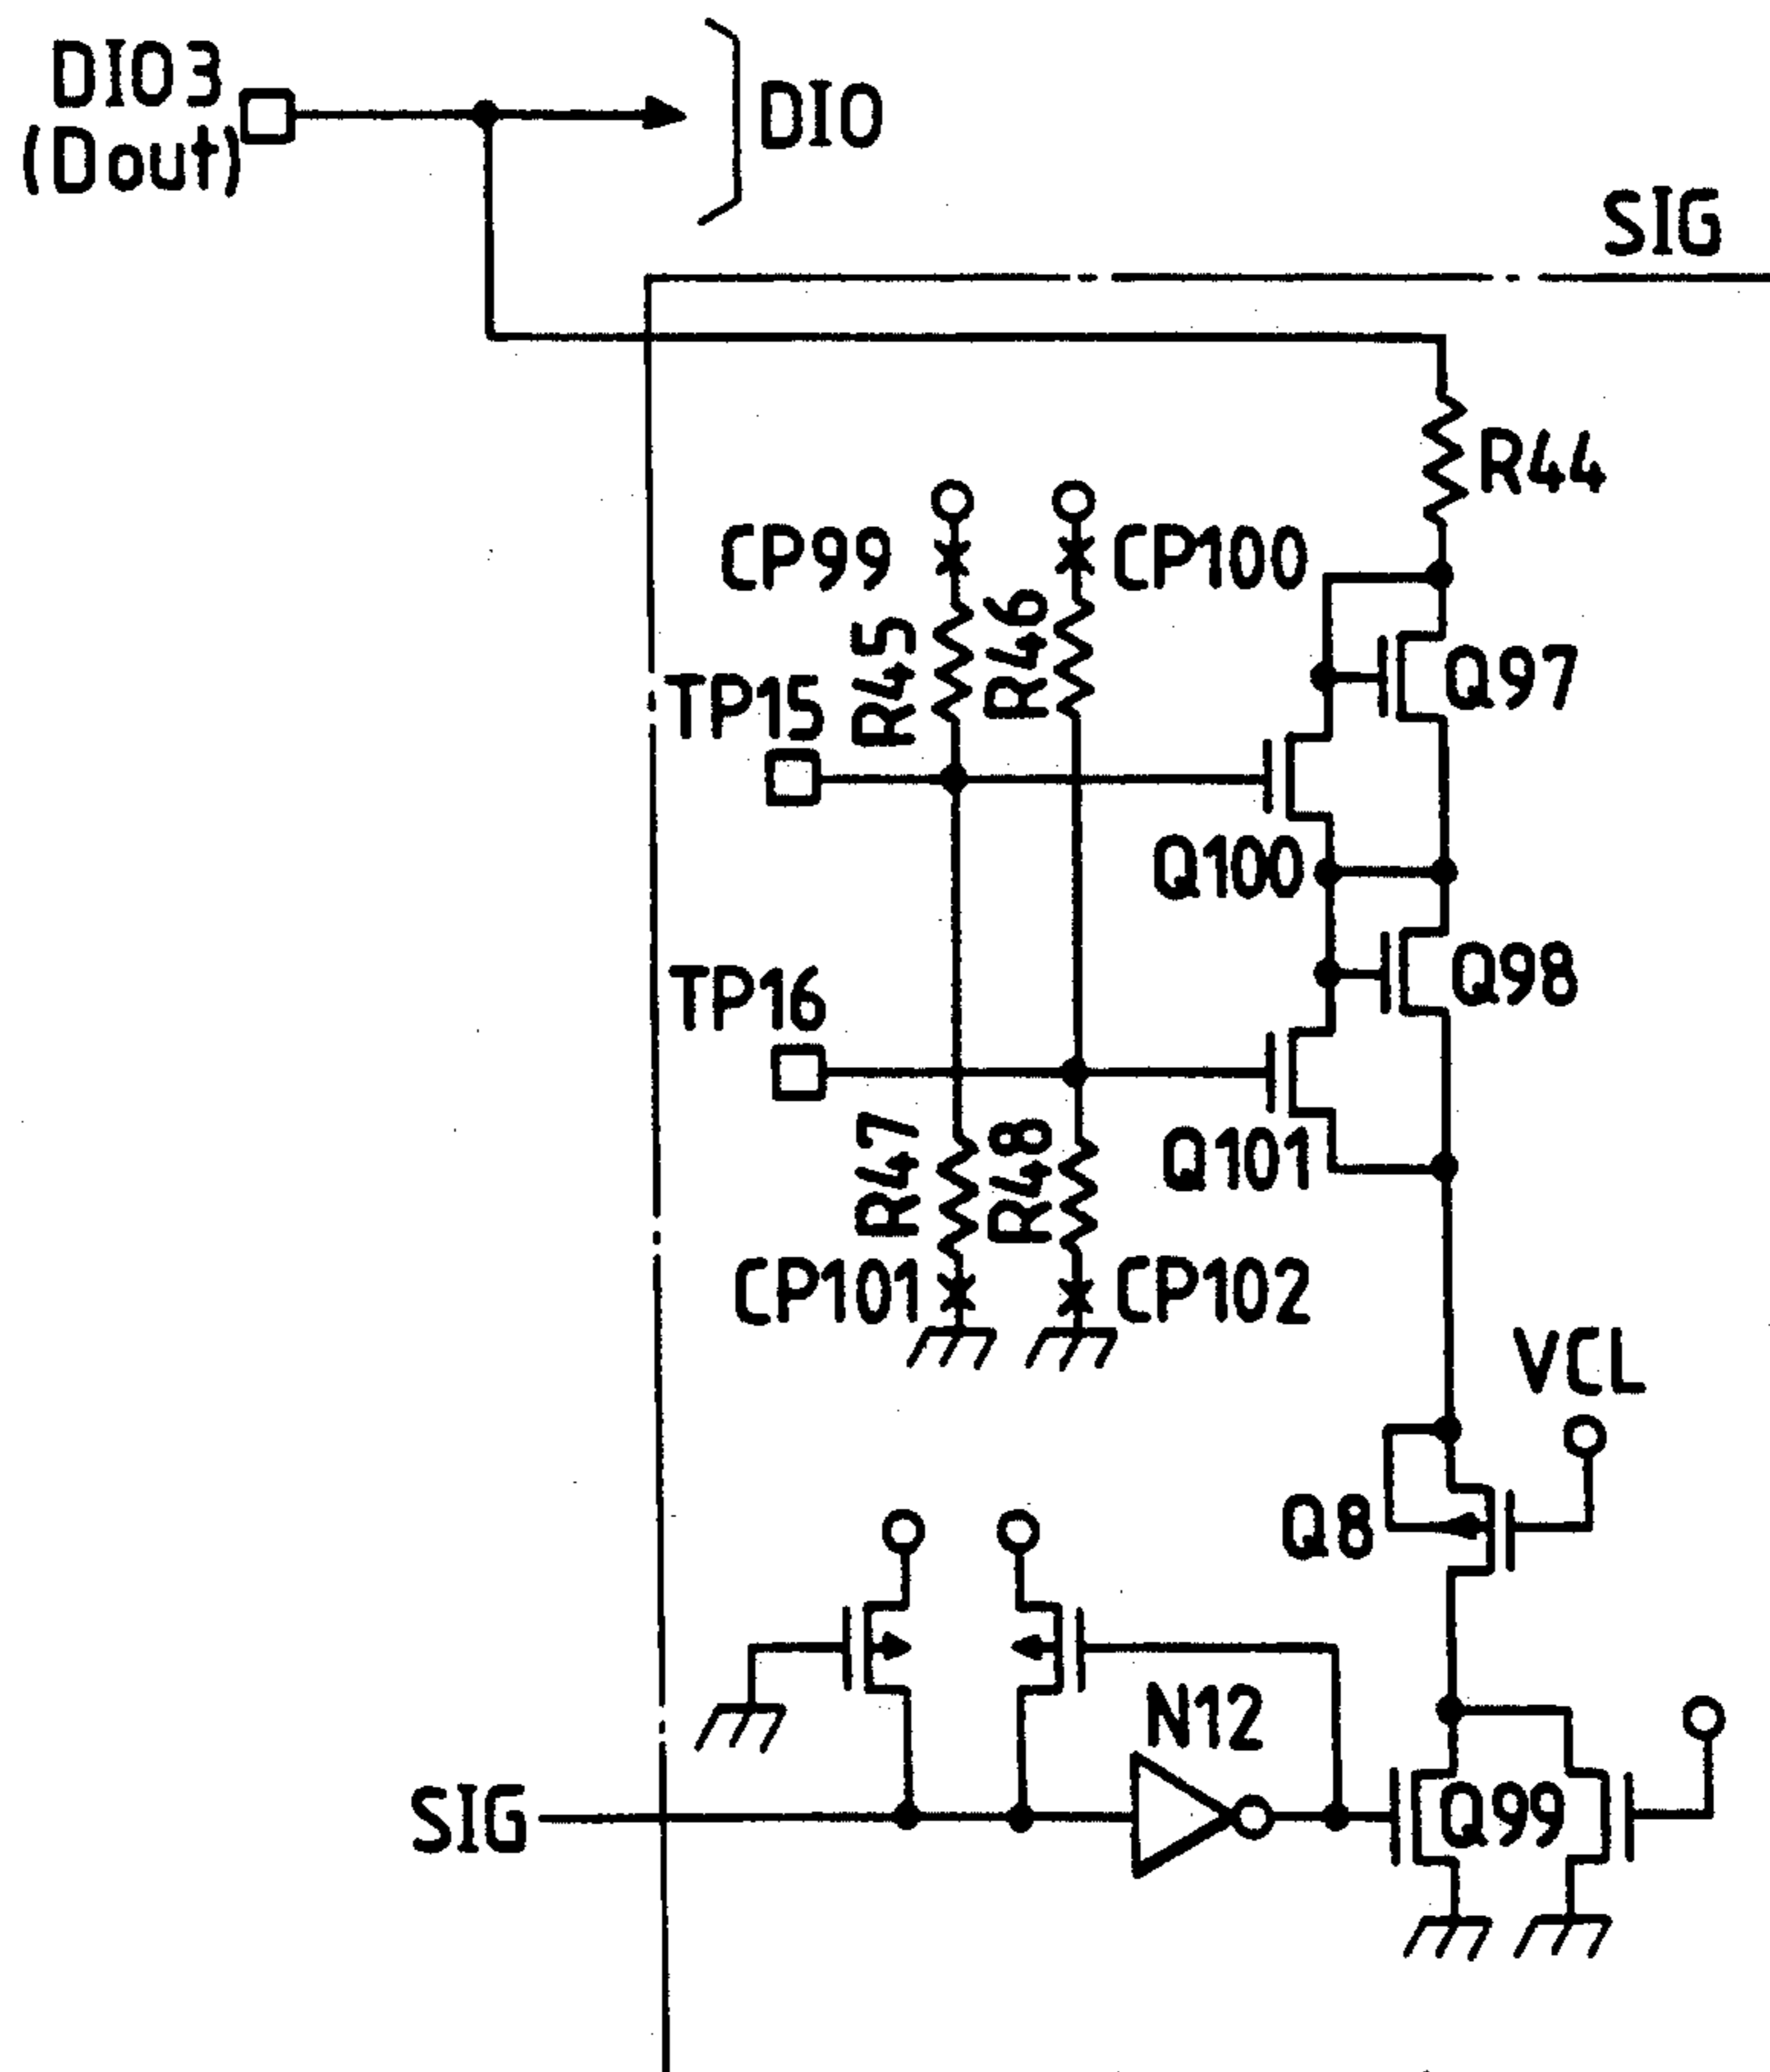 DIO3
(Dout)
DIO
SIG
R44
CP99
CP100
R45
R46
TP15
Q97
Q100
TP16
Q98
R47
R48
Q101
CP101
CP102
VCL
Q8
N12
SIG
Q99